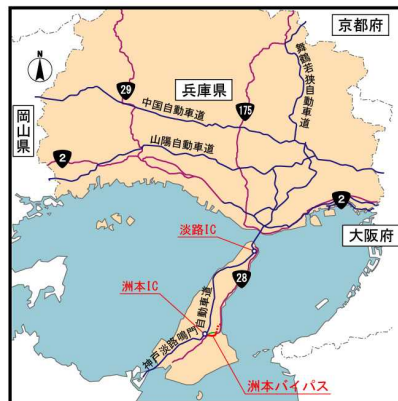 京都府
N
29
兵庫県
175
舞鶴若狭自動車道
中国自動車道
岡山県
山陽自動車道
2
2
大阪府
淡路IC
28
洲本IC
神戸淡路鳴門自動車道
洲本バイパス